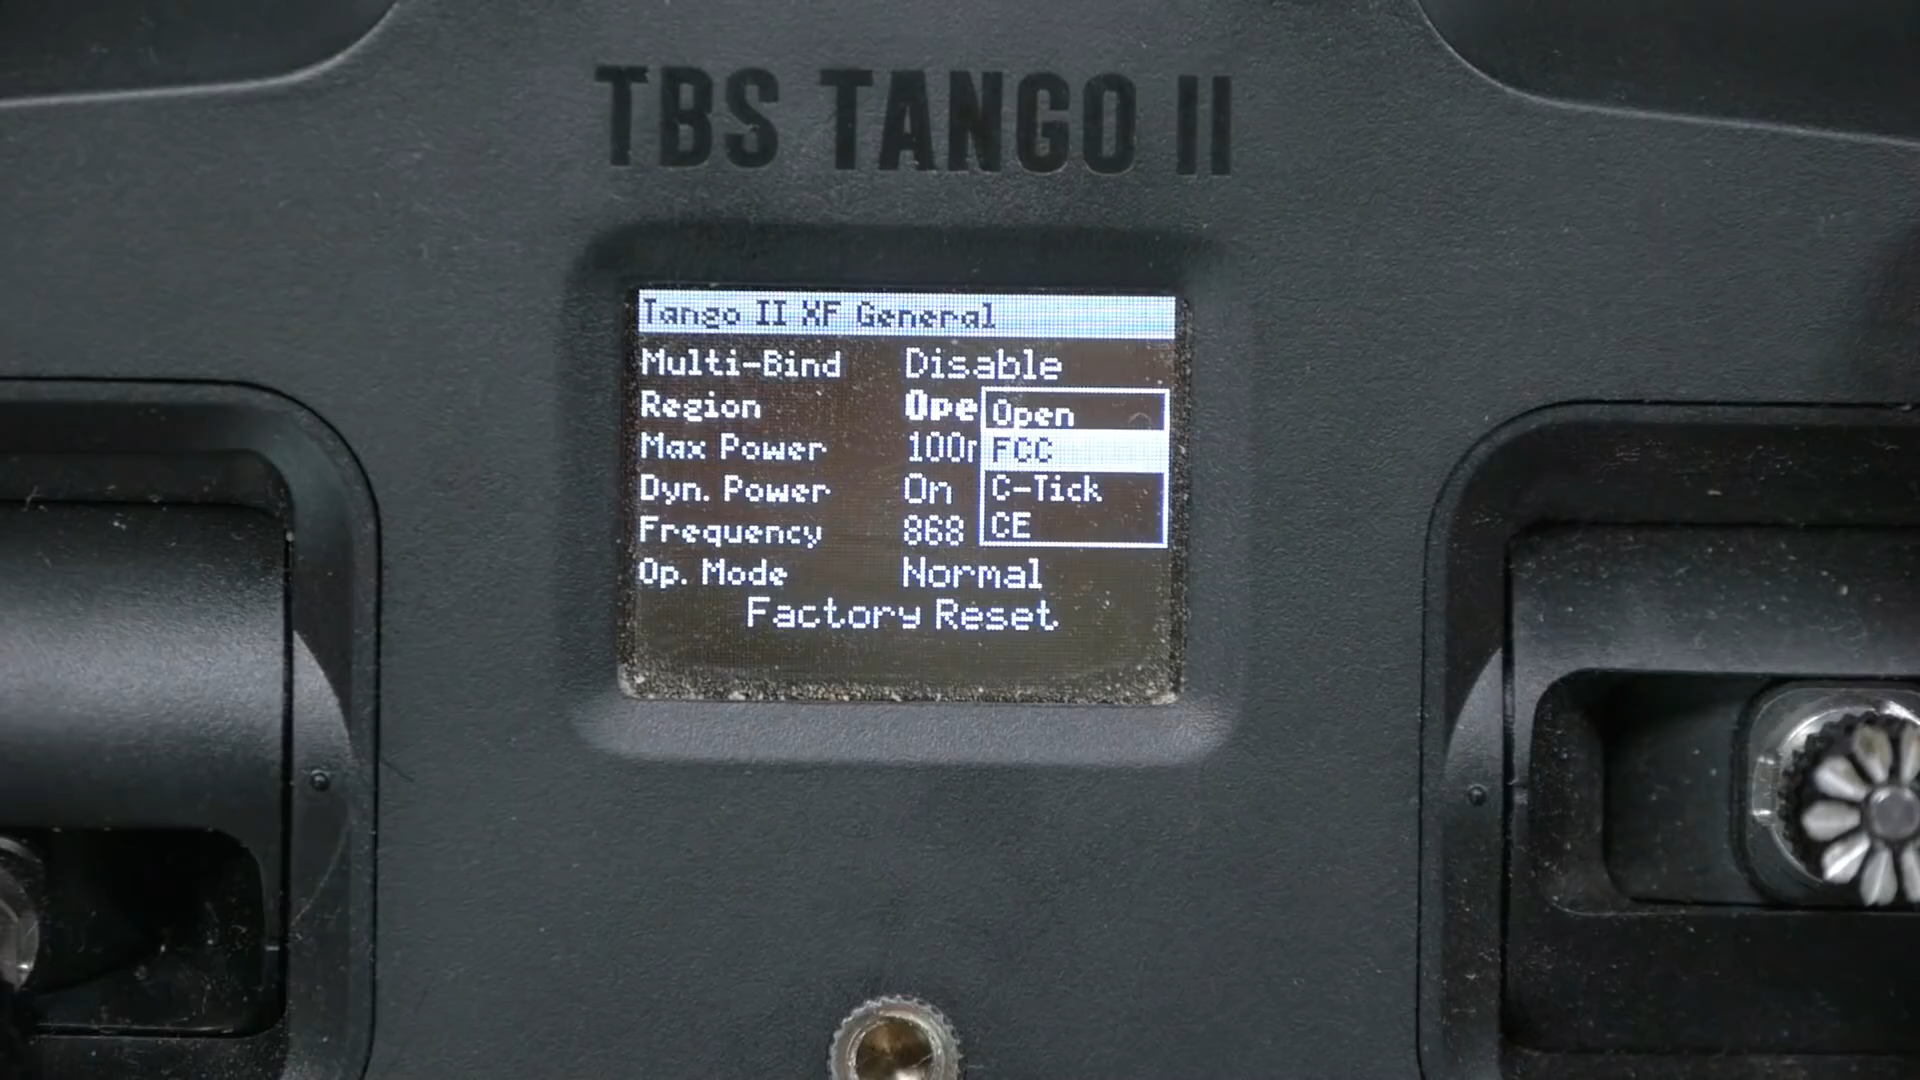 TBS TANGO II
Tango II XF General
Multi-Bind Disable
Region Ope
Max Power 100
Dyn. Power On
Frequency 868
Op. Mode Normal
Factory Reset
Open
FCC
C-Tick
CE